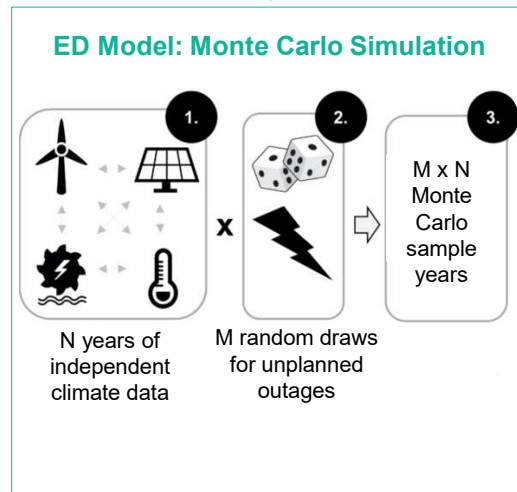 ED Model: Monte Carlo Simulation
1.
2.
3.
x
M x N
Monte
Carlo
sample
years
N years of
independent
climate data
M random draws
for unplanned
outages